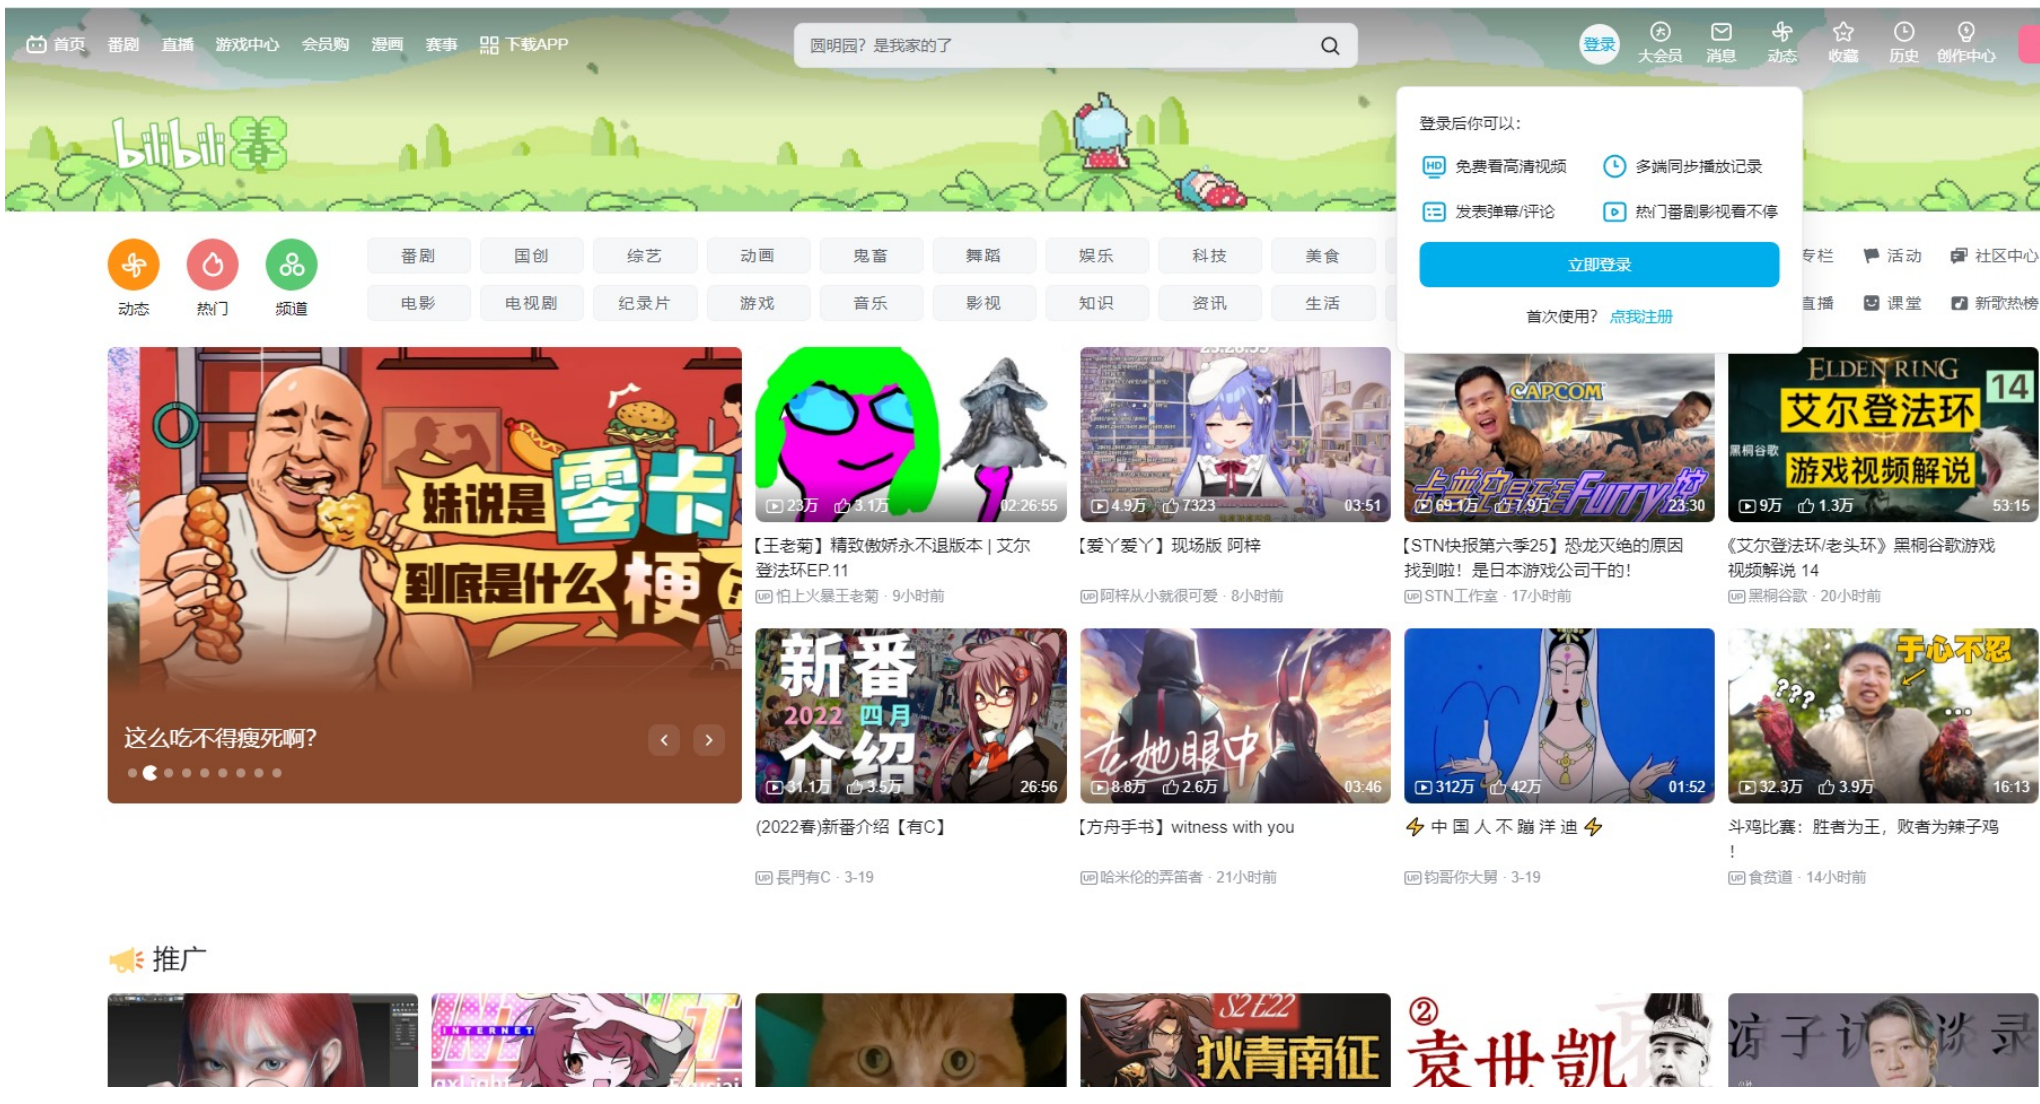 首页 番剧 直播 游戏中心 会员购 漫画 赛事 下载APP
圆明园？是我家的了
登录 大会员 消息 动态 收藏 历史 创作中心
bilibili 春
登录后你可以：
HD 免费看高清视频 多端同步播放记录
发表弹幕/评论 热门番剧影视看不停
立即登录
首次使用？ 点我注册
动态 热门 频道
番剧 国创 综艺 动画 鬼畜 舞蹈 娱乐 科技 美食 专栏 活动 社区中心
电影 电视剧 纪录片 游戏 音乐 影视 知识 资讯 生活 直播 课堂 新歌热榜
妹说是零卡
到底是什么梗
这么吃不得瘦死啊？
23万 3.1万 02:26:55
【王老菊】精致傲娇永不退版本 | 艾尔
登法环EP.11
UP 怕上火暴王老菊 · 9小时前
4.9万 7323 03:51
【爱丫爱丫】现场版 阿梓
UP 阿梓从小就很可爱 · 8小时前
CAPCOM
69.1万 7.9万 23:30
【STN快报第六季25】恐龙灭绝的原因
找到啦！是日本游戏公司干的！
UP STN工作室 · 17小时前
ELDEN RING
14
艾尔登法环
黑桐谷歌
游戏视频解说
9万 1.3万 53:15
《艾尔登法环/老头环》黑桐谷歌游戏
视频解说 14
UP 黑桐谷歌 · 20小时前
新番
2022 四月
介绍
31.1万 3.5万 26:56
(2022春)新番介绍【有C】
UP 長門有C · 3-19
在她眼中
8.8万 2.6万 03:46
【方舟手书】witness with you
UP 哈米伦的弄笛者 · 21小时前
312万 42万 01:52
⚡ 中 国 人 不 蹦 洋 迪 ⚡
UP 钧哥你大舅 · 3-19
于心不忍
???
...
32.3万 3.9万 16:13
斗鸡比赛：胜者为王，败者为辣子鸡
！
UP 食贫道 · 14小时前
推广
INTERNET
S2 E22
狄青南征
②
袁世凯
凉子访谈录